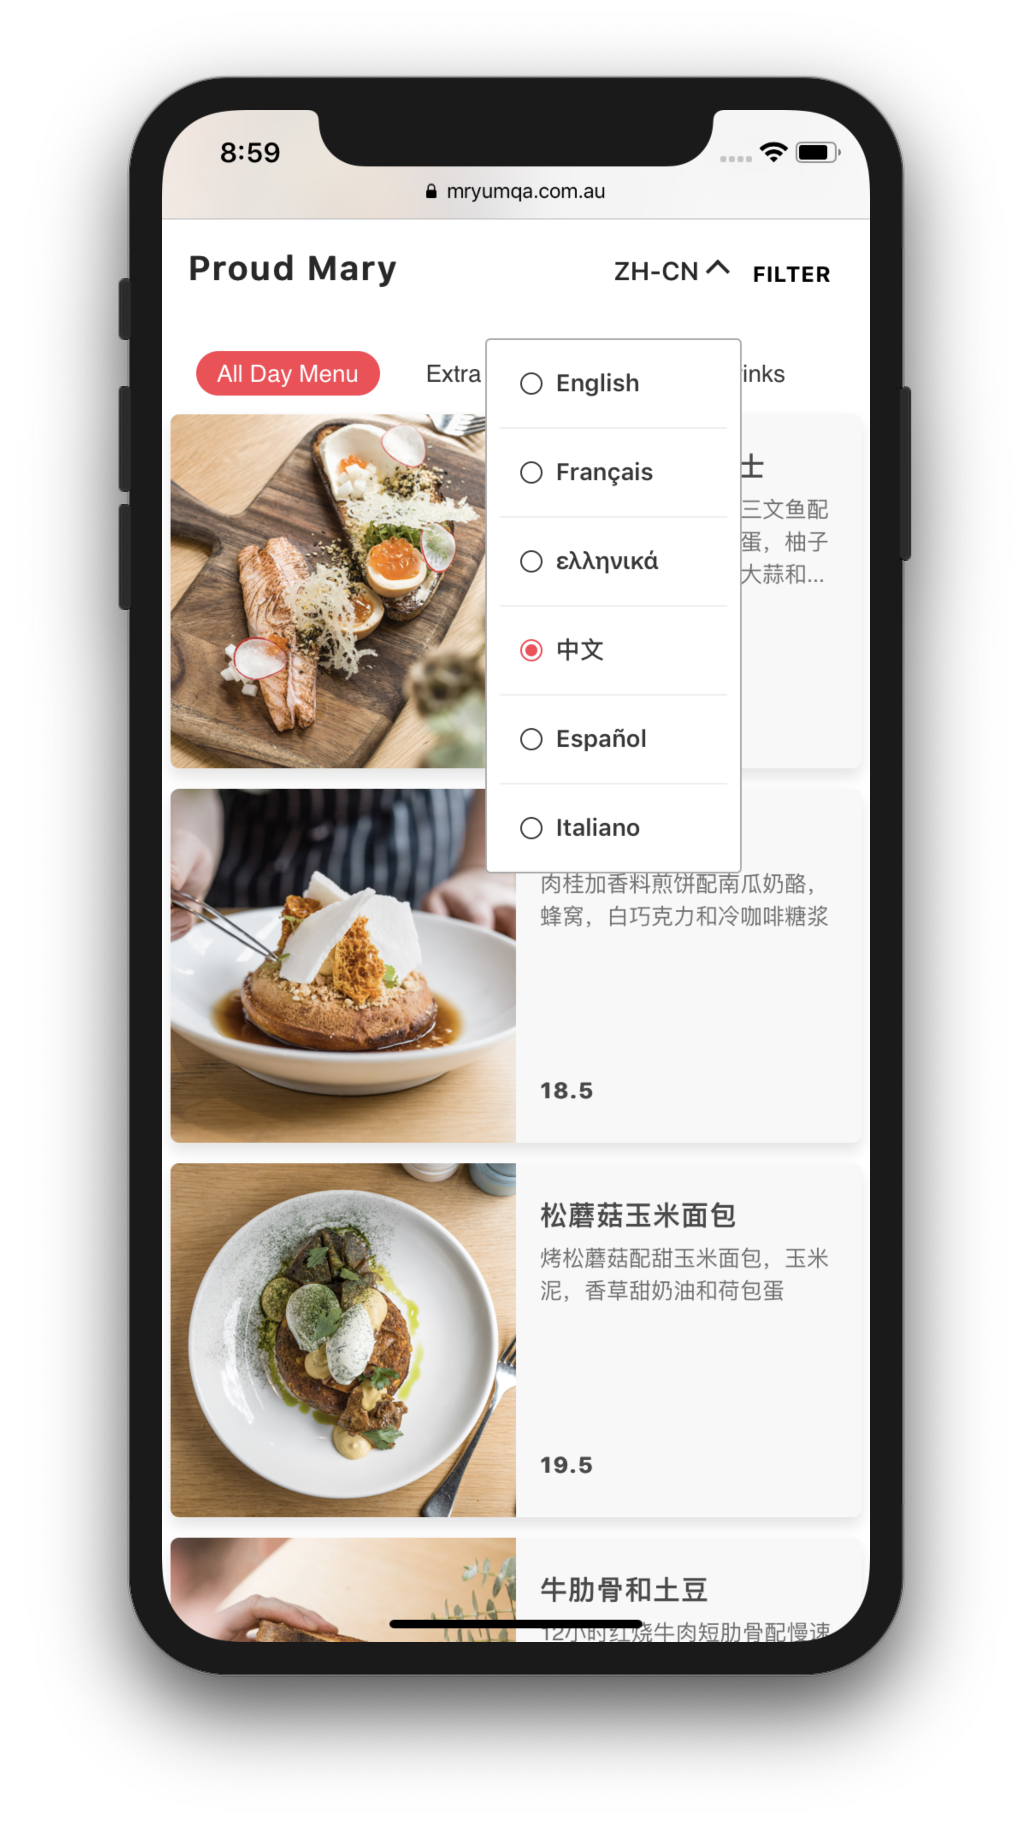 8:59
mryumqa.com.au
Proud Mary
ZH-CN
FILTER
All Day Menu
Extra
inks
English
Français
ελληνικά
中文
Español
Italiano
士
三文鱼配
蛋，柚子
大蒜和...
肉桂加香料煎饼配南瓜奶酪，
蜂窝，白巧克力和冷咖啡糖浆
18.5
松蘑菇玉米面包
烤松蘑菇配甜玉米面包，玉米
泥，香草甜奶油和荷包蛋
19.5
牛肋骨和土豆
12小时红烧牛肉短肋骨配慢速